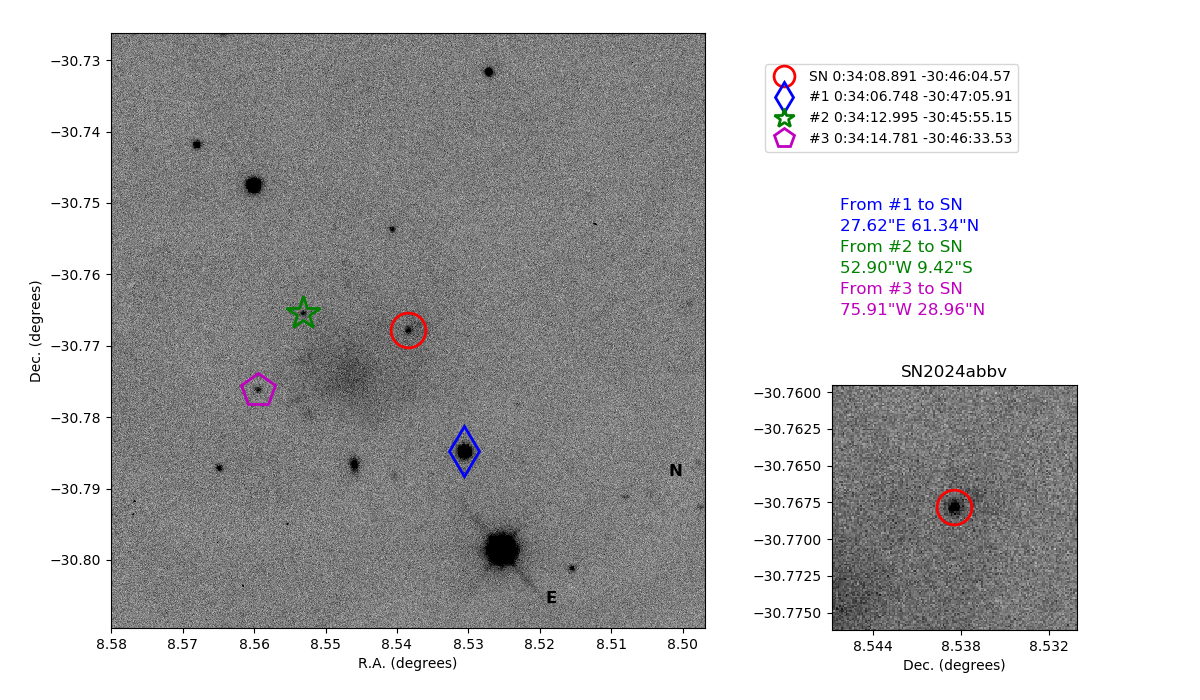 SN 0:34:08.891 -30:46:04.57
#1 0:34:06.748 -30:47:05.91
#2 0:34:12.995 -30:45:55.15
#3 0:34:14.781 -30:46:33.53
From #1 to SN
27.62"E 61.34"N
From #2 to SN
52.90"W 9.42"S
From #3 to SN
75.91"W 28.96"N
−30.73
−30.74
−30.75
−30.76
−30.77
−30.78
−30.79
−30.80
Dec. (degrees)
N
E
8.58 8.57 8.56 8.55 8.54 8.53 8.52 8.51 8.50
R.A. (degrees)
SN2024abbv
−30.7600
−30.7625
−30.7650
−30.7675
−30.7700
−30.7725
−30.7750
8.544 8.538 8.532
Dec. (degrees)